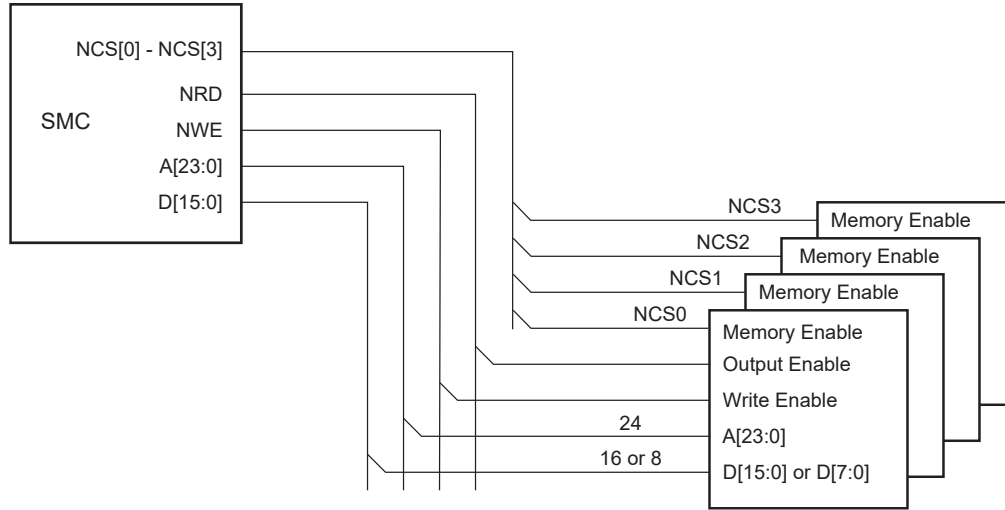 NCS[0] - NCS[3]
NRD
SMC
NWE
A[23:0]
D[15:0]
NCS3
Memory Enable
NCS2
Memory Enable
NCS1
Memory Enable
NCS0
Memory Enable
Output Enable
Write Enable
24
A[23:0]
16 or 8
D[15:0] or D[7:0]